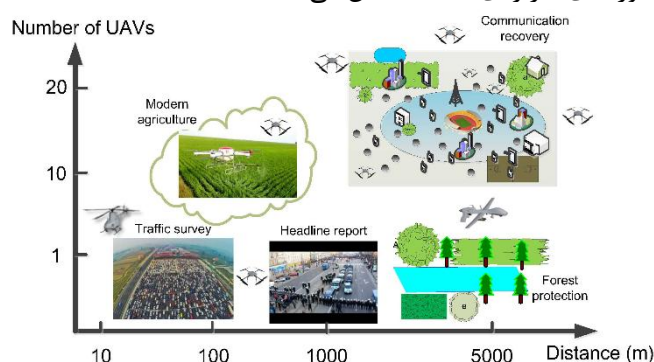 Number of UAVs
20
10
1
Communication
recovery
Modern
agriculture
Traffic survey
Headline report
Forest
protection
10
100
1000
5000
Distance (m)